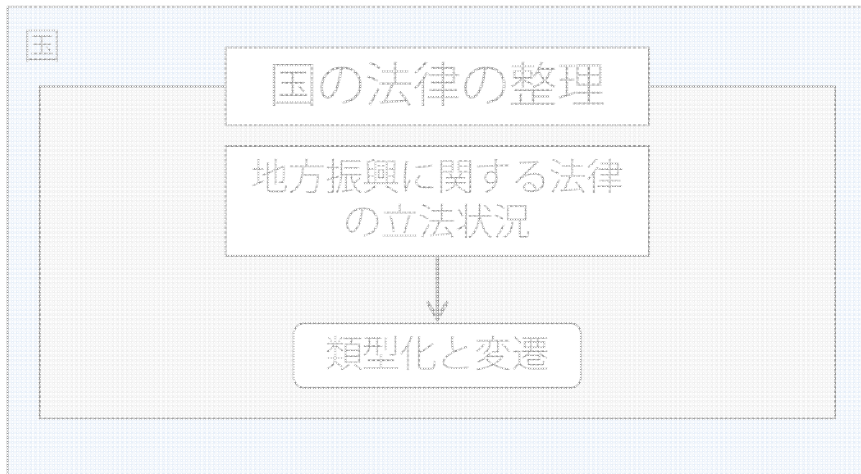 国
国の法律の整理
地方振興に関する法律
の立法状況
類型化と変遷